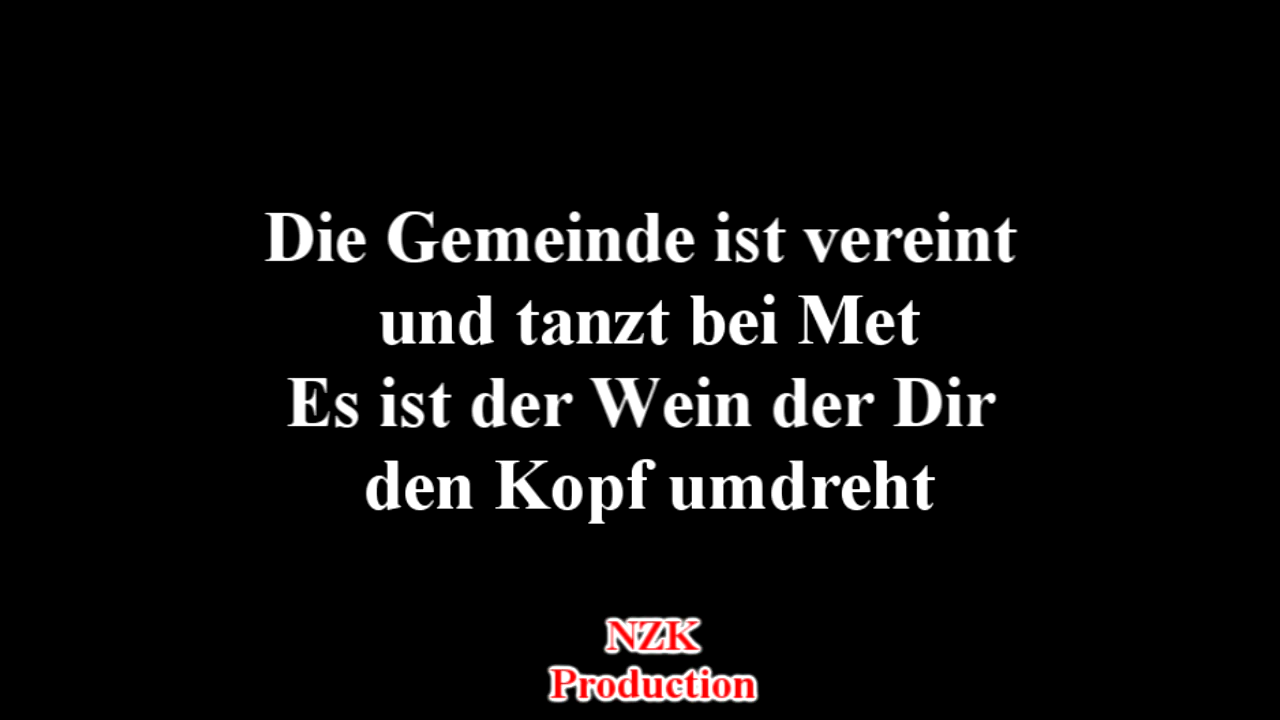 Die Gemeinde ist vereint
und tanzt bei Met
Es ist der Wein der Dir
den Kopf umdreht
NZK
Production